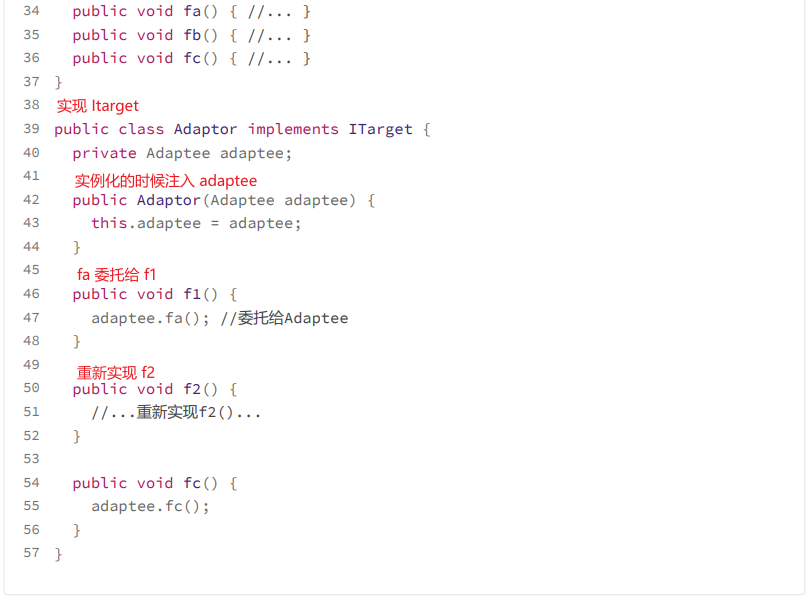 34 public void fa() { //... }
35 public void fb() { //... }
36 public void fc() { //... }
37 }
38 实现 Itarget
39 public class Adaptor implements ITarget {
40 private Adaptee adaptee;
41 实例化的时候注入 adaptee
42 public Adaptor(Adaptee adaptee) {
43 this.adaptee = adaptee;
44 }
45 fa 委托给 f1
46 public void f1() {
47 adaptee.fa(); //委托给Adaptee
48 }
49 重新实现 f2
50 public void f2() {
51 //...重新实现f2()...
52 }
53
54 public void fc() {
55 adaptee.fc();
56 }
57 }